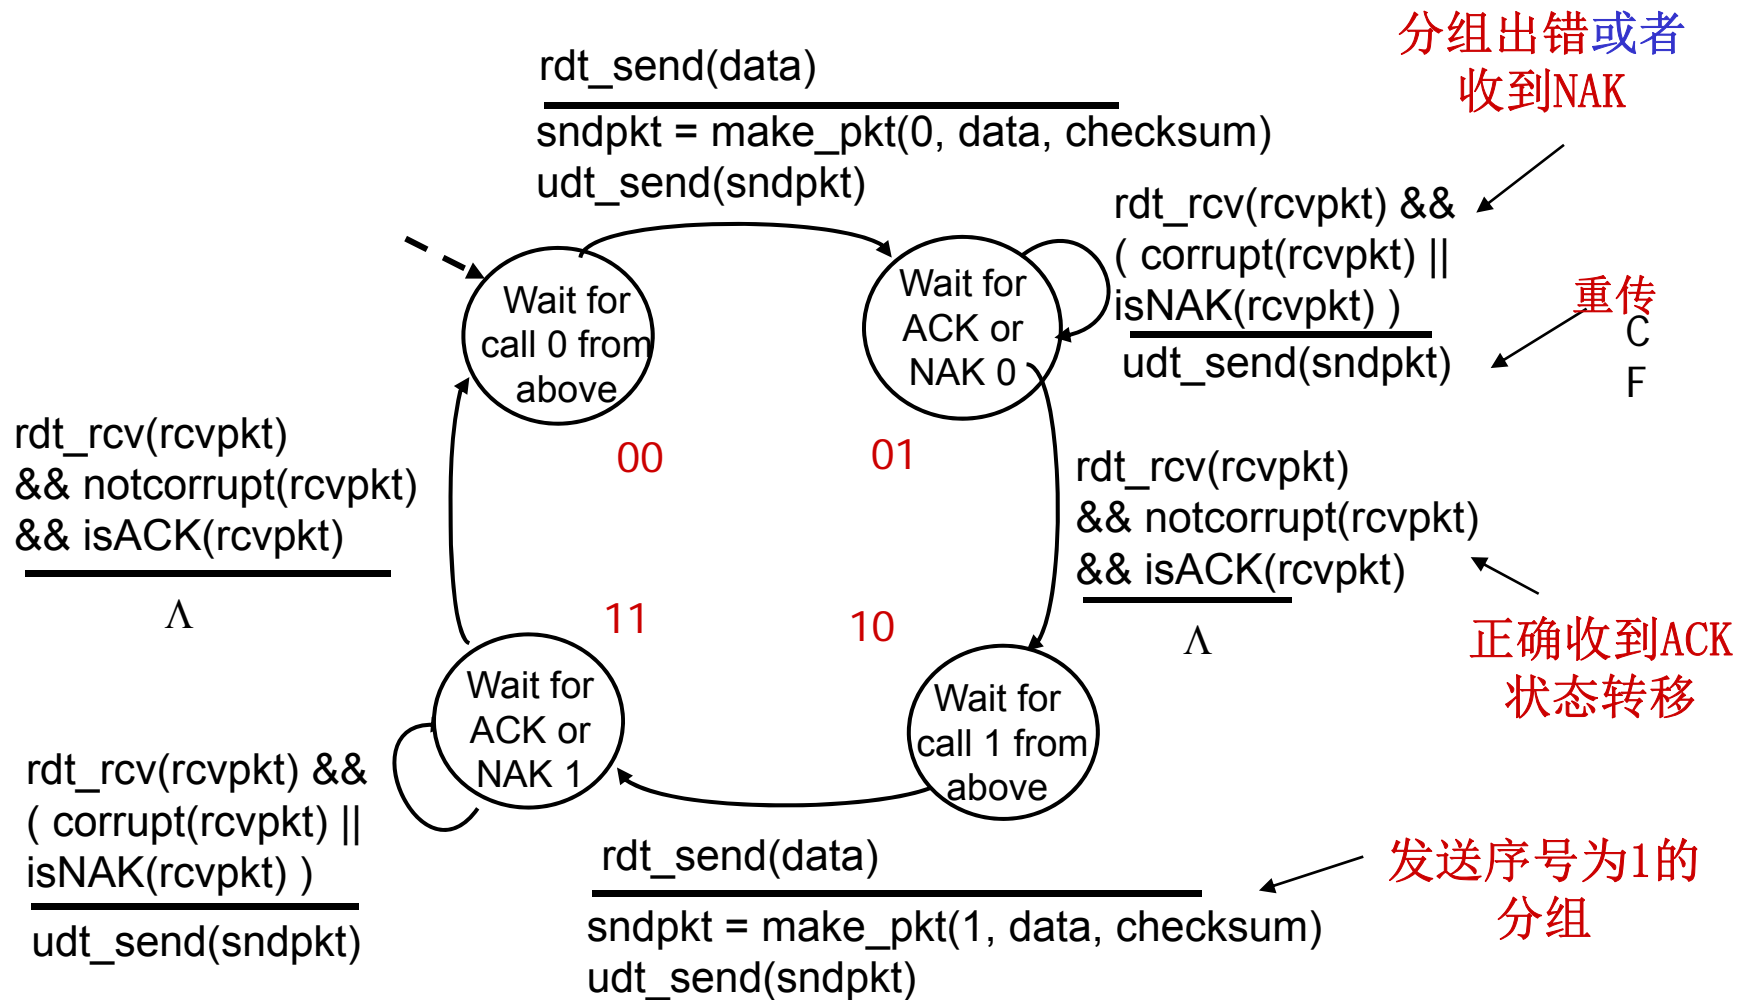 分组出错或者
收到NAK
rdt_send(data)
sndpkt = make_pkt(0, data, checksum)
udt_send(sndpkt)
rdt_rcv(rcvpkt) &&
( corrupt(rcvpkt) ||
isNAK(rcvpkt) )
udt_send(sndpkt)
重传
C
F
Wait for
call 0 from
above
Wait for
ACK or
NAK 0
00
01
rdt_rcv(rcvpkt)
&& notcorrupt(rcvpkt)
&& isACK(rcvpkt)
Λ
rdt_rcv(rcvpkt)
&& notcorrupt(rcvpkt)
&& isACK(rcvpkt)
Λ
正确收到ACK
状态转移
11
10
Wait for
ACK or
NAK 1
Wait for
call 1 from
above
rdt_rcv(rcvpkt) &&
( corrupt(rcvpkt) ||
isNAK(rcvpkt) )
udt_send(sndpkt)
rdt_send(data)
sndpkt = make_pkt(1, data, checksum)
udt_send(sndpkt)
发送序号为1的
分组